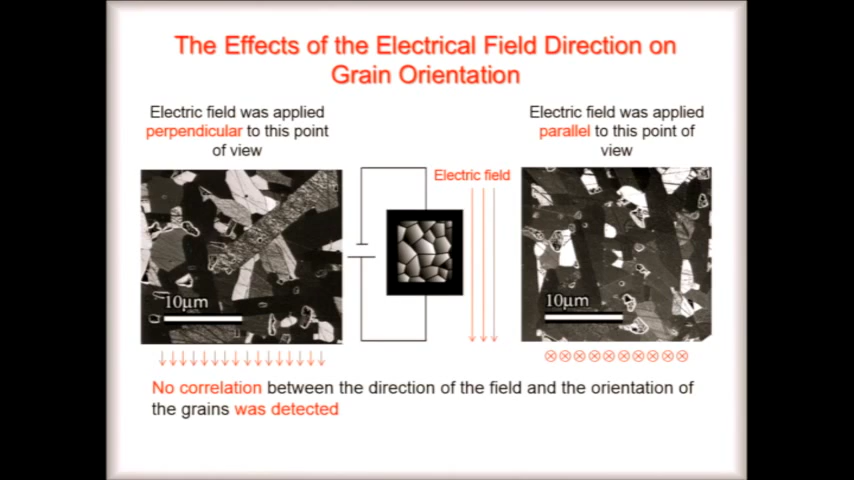 The Effects of the Electrical Field Direction on
Grain Orientation
Electric field was applied
perpendicular to this point
of view
Electric field was applied
parallel to this point of
view
Electric field
10μm
10μm
No correlation between the direction of the field and the orientation of
the grains was detected